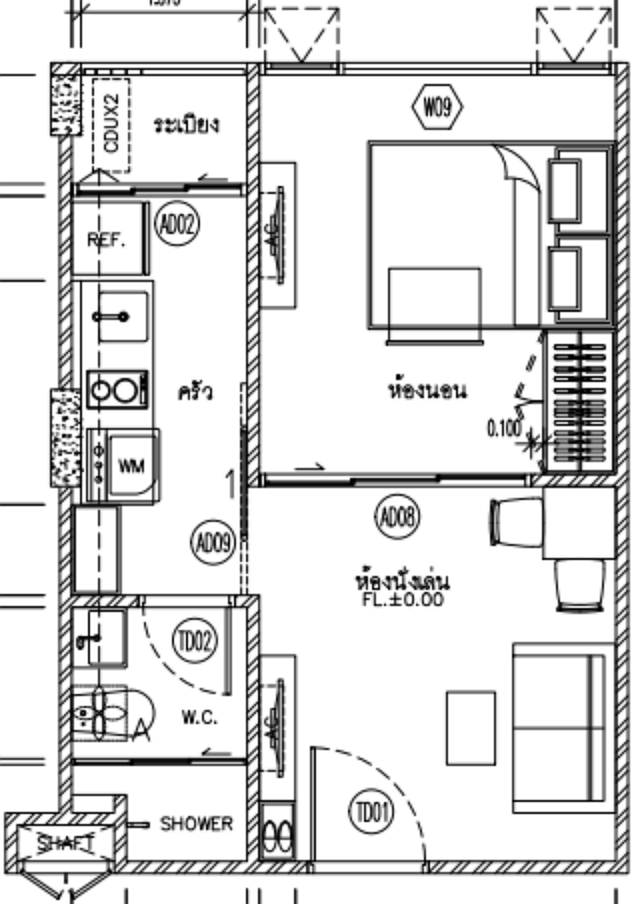 W09
CDUX2
ระเบียง
AD02
REF.
AC
ครัว
ห้องนอน
0.100
WM
AD09
AD08
ห้องนั่งเล่น
FL.±0.00
TD02
W.C.
AC
TD01
SHOWER
SHAFT